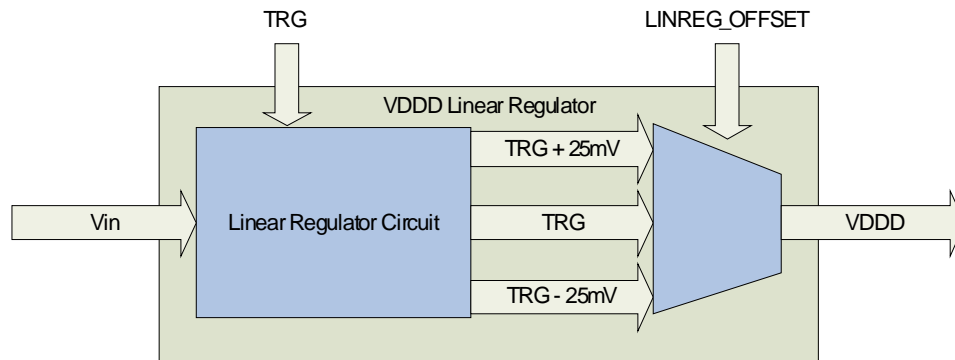 TRG
LINREG_OFFSET
VDDD Linear Regulator
TRG + 25mV
Vin
Linear Regulator Circuit
TRG
VDDD
TRG - 25mV